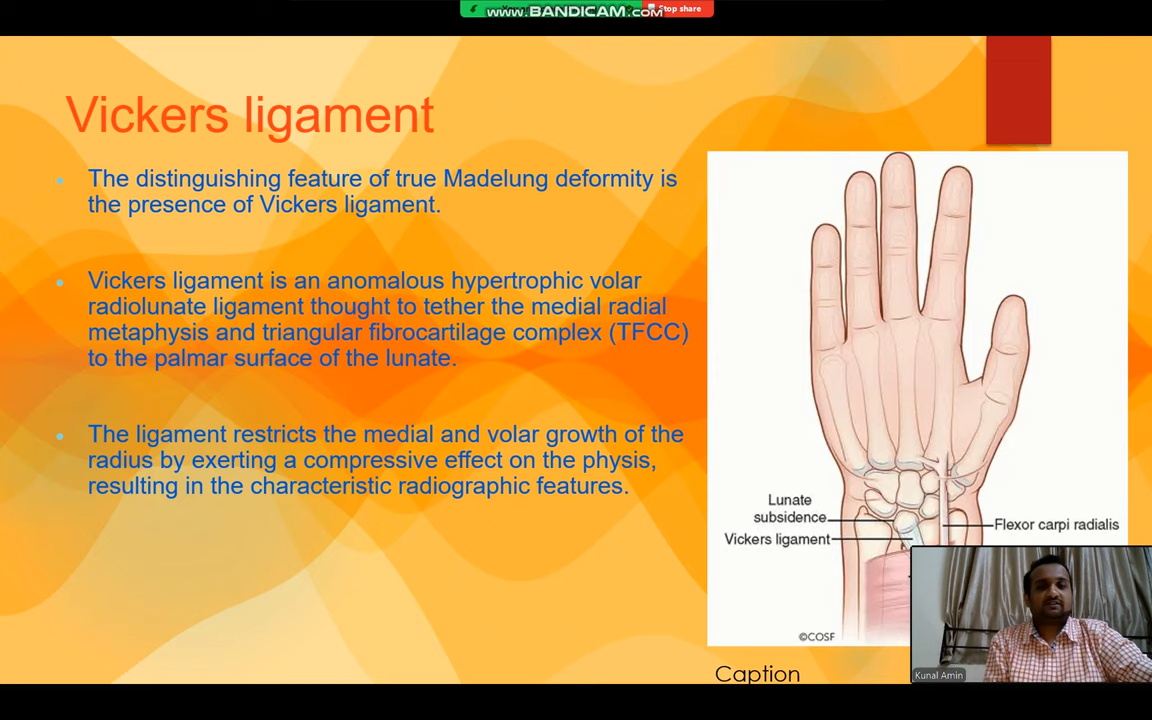 www.BANDICAM.com
Stop share
Vickers ligament
The distinguishing feature of true Madelung deformity is
the presence of Vickers ligament.
Vickers ligament is an anomalous hypertrophic volar
radiolunate ligament thought to tether the medial radial
metaphysis and triangular fibrocartilage complex (TFCC)
to the palmar surface of the lunate.
The ligament restricts the medial and volar growth of the
radius by exerting a compressive effect on the physis,
resulting in the characteristic radiographic features.
Lunate
subsidence
Vickers ligament
Flexor carpi radialis
©COSF
Caption
Kunal Amin